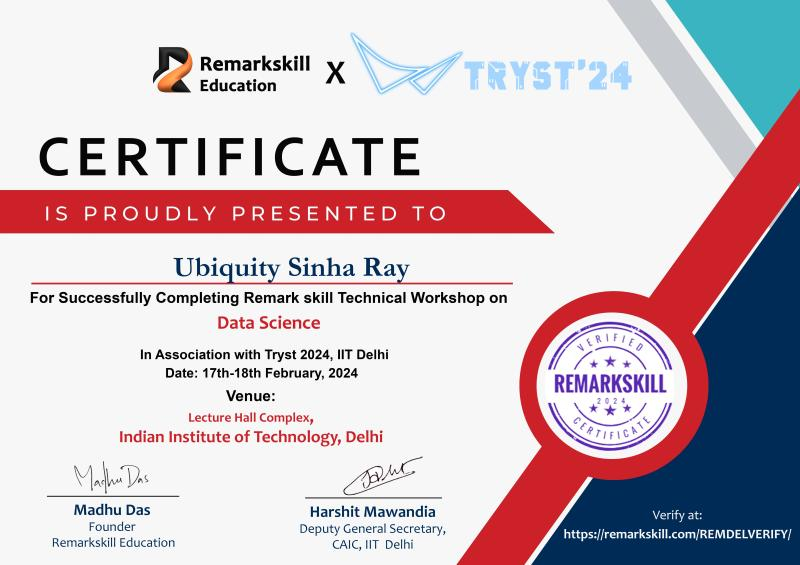 Remarkskill
Education
X
TRYST'24
CERTIFICATE
IS PROUDLY PRESENTED TO
Ubiquity Sinha Ray
For Successfully Completing Remark skill Technical Workshop on
Data Science
In Association with Tryst 2024, IIT Delhi
Date: 17th-18th February, 2024
Venue:
Lecture Hall Complex,
Indian Institute of Technology, Delhi
VERIFIED
REMARKSKILL
2024
CERTIFICATE
Madhu Das
Madhu Das
Founder
Remarkskill Education
Harshit Mawandia
Deputy General Secretary,
CAIC, IIT Delhi
Verify at:
https://remarkskill.com/REMDELVERIFY/